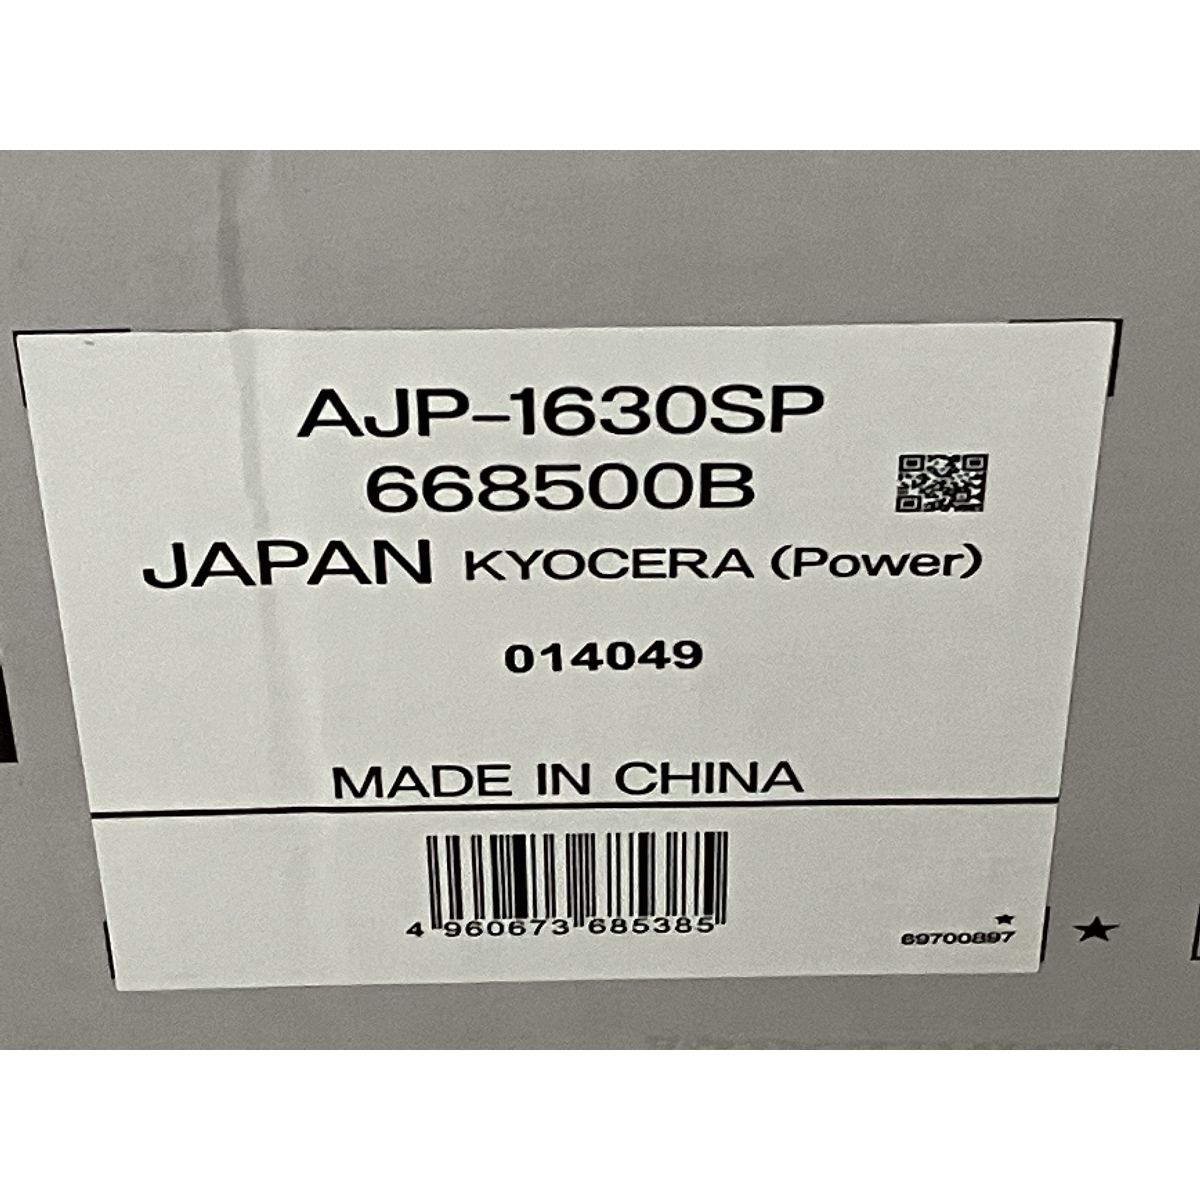 AJP-1630SP
668500B
JAPAN KYOCERA (Power)
014049
MADE IN CHINA
4 960673 685385
★
69700897
★